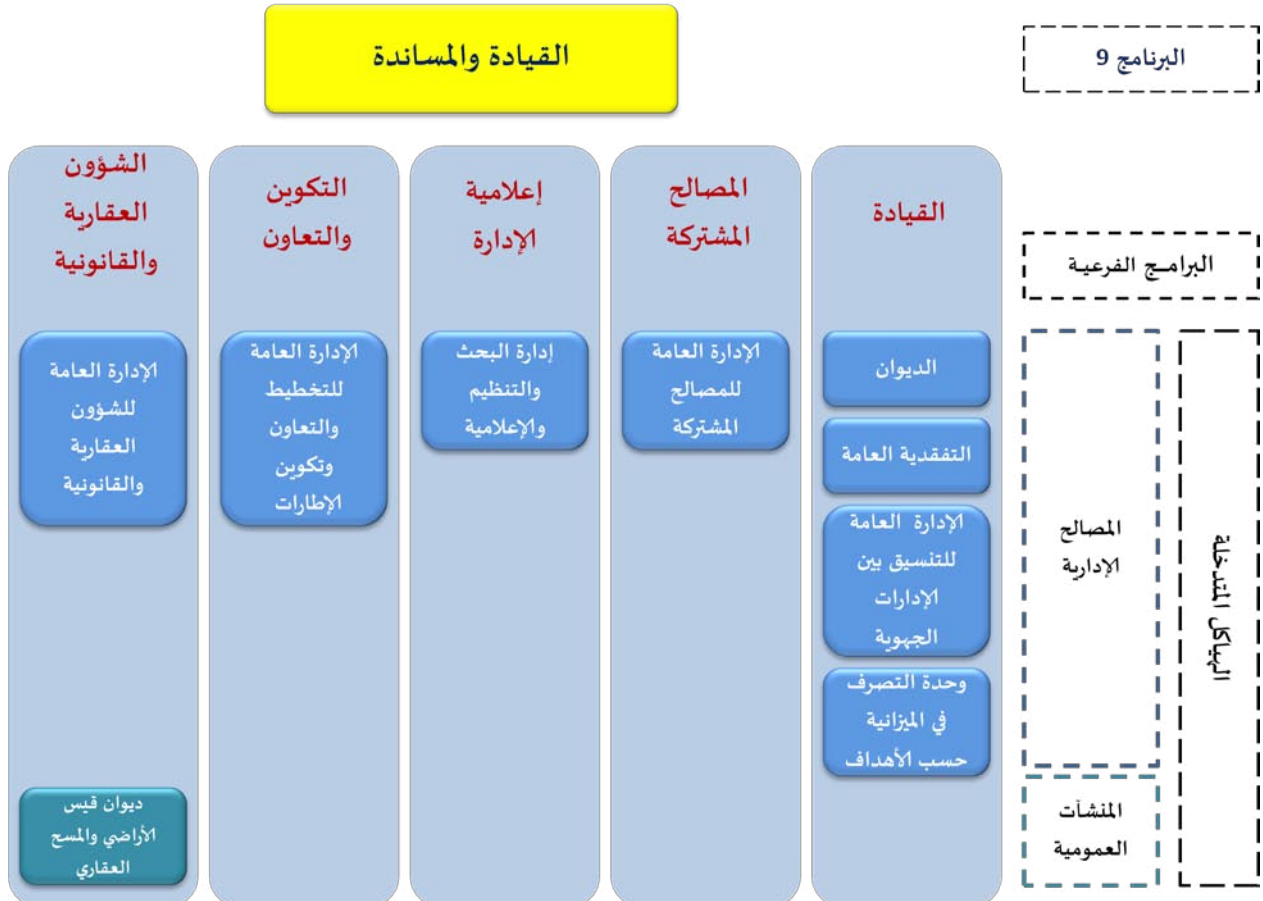 القيادة والمساندة
البرنامج 9
البرامج الفرعية
القيادة
المصالح
المشتركة
إعلامية
الإدارة
التكوين
والتعاون
الشؤون
العقارية
والقانونية
الهياكل المتدخلة
المصالح
الإدارية
الديوان
التفقدية العامة
الإدارة العامة
للتنسيق بين
الإدارات
الجهوية
وحدة التصرف
في الميزانية
حسب الأهداف
الإدارة العامة
للمصالح
المشتركة
إدارة البحث
والتنظيم
والإعلامية
الإدارة العامة
للتخطيط
والتعاون
وتكوين
الإطارات
الإدارة العامة
للشؤون
العقارية
والقانونية
المنشآت
العمومية
ديوان قيس
الأراضي والمسح
العقاري